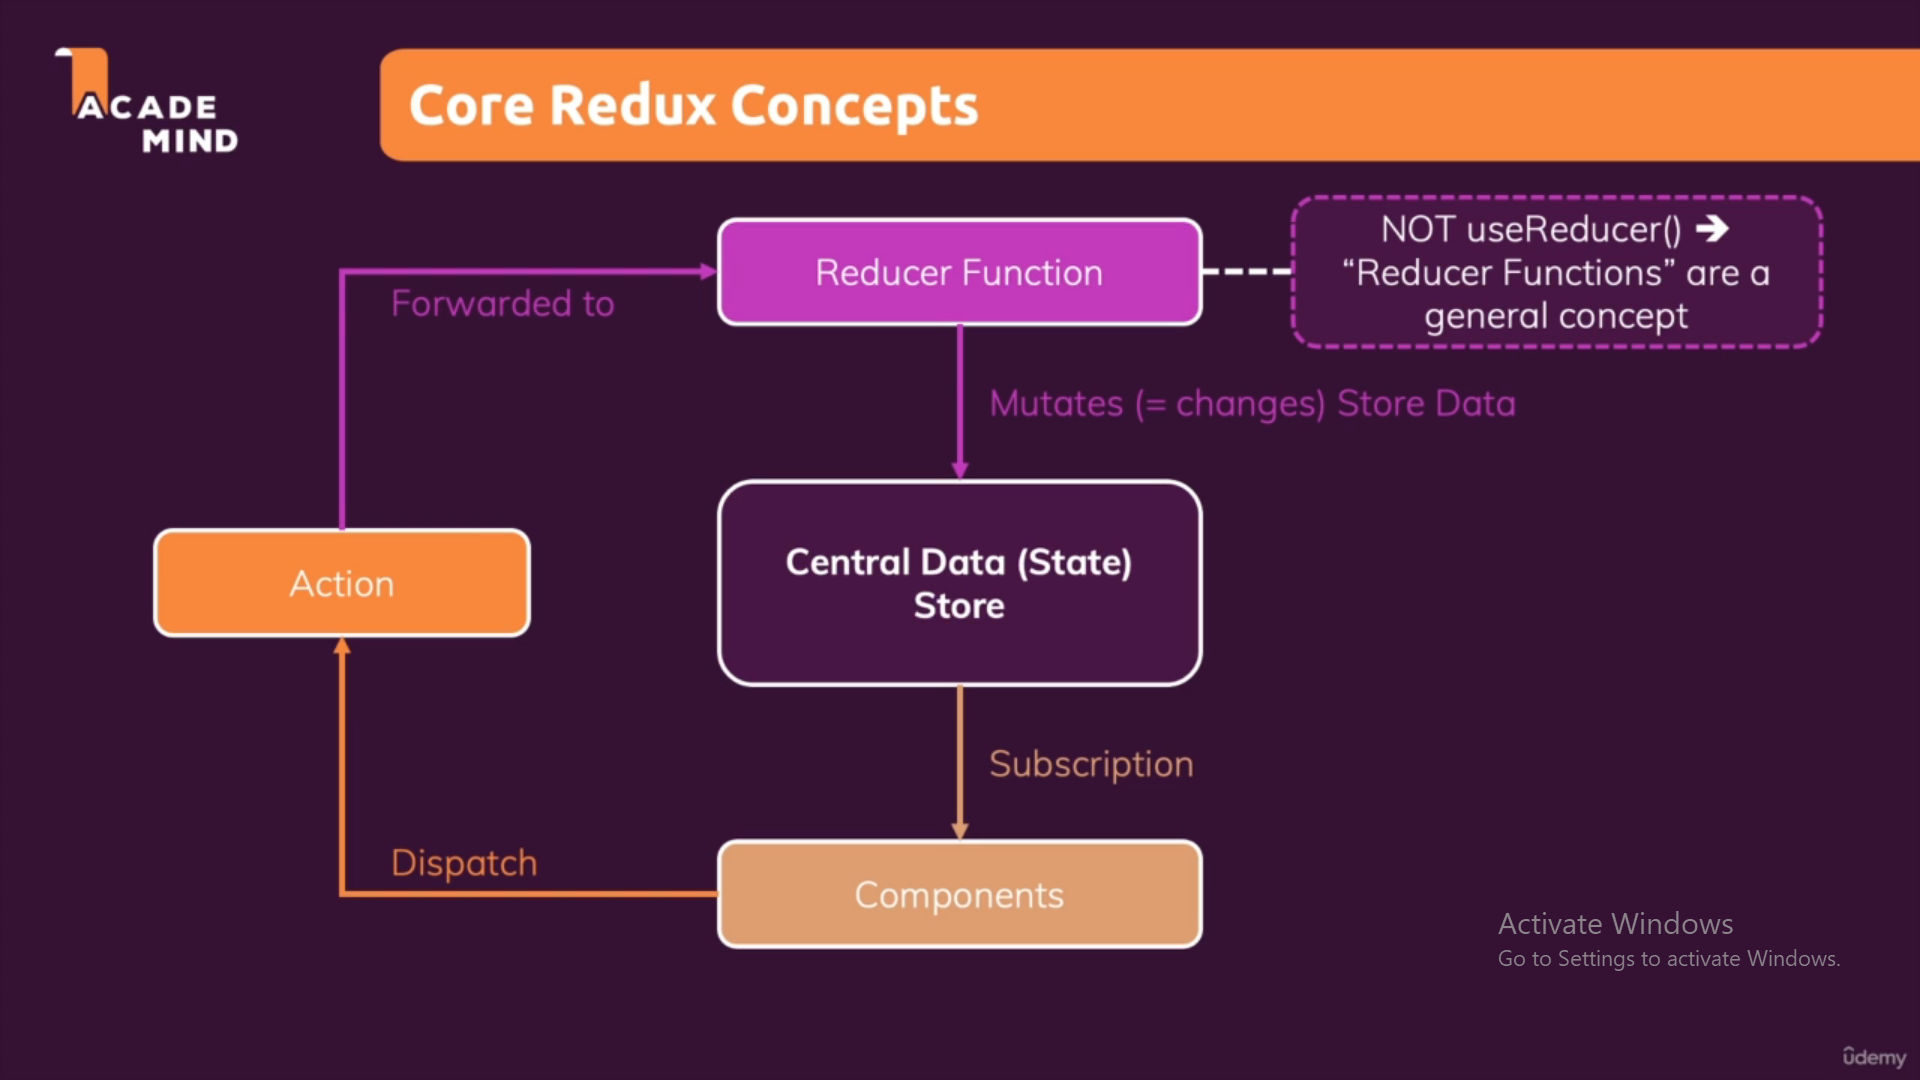 ACADE
MIND
Core Redux Concepts
Reducer Function
NOT useReducer() ➔
“Reducer Functions” are a
general concept
Forwarded to
Mutates (= changes) Store Data
Action
Central Data (State)
Store
Subscription
Dispatch
Components
Activate Windows
Go to Settings to activate Windows.
ûdemy